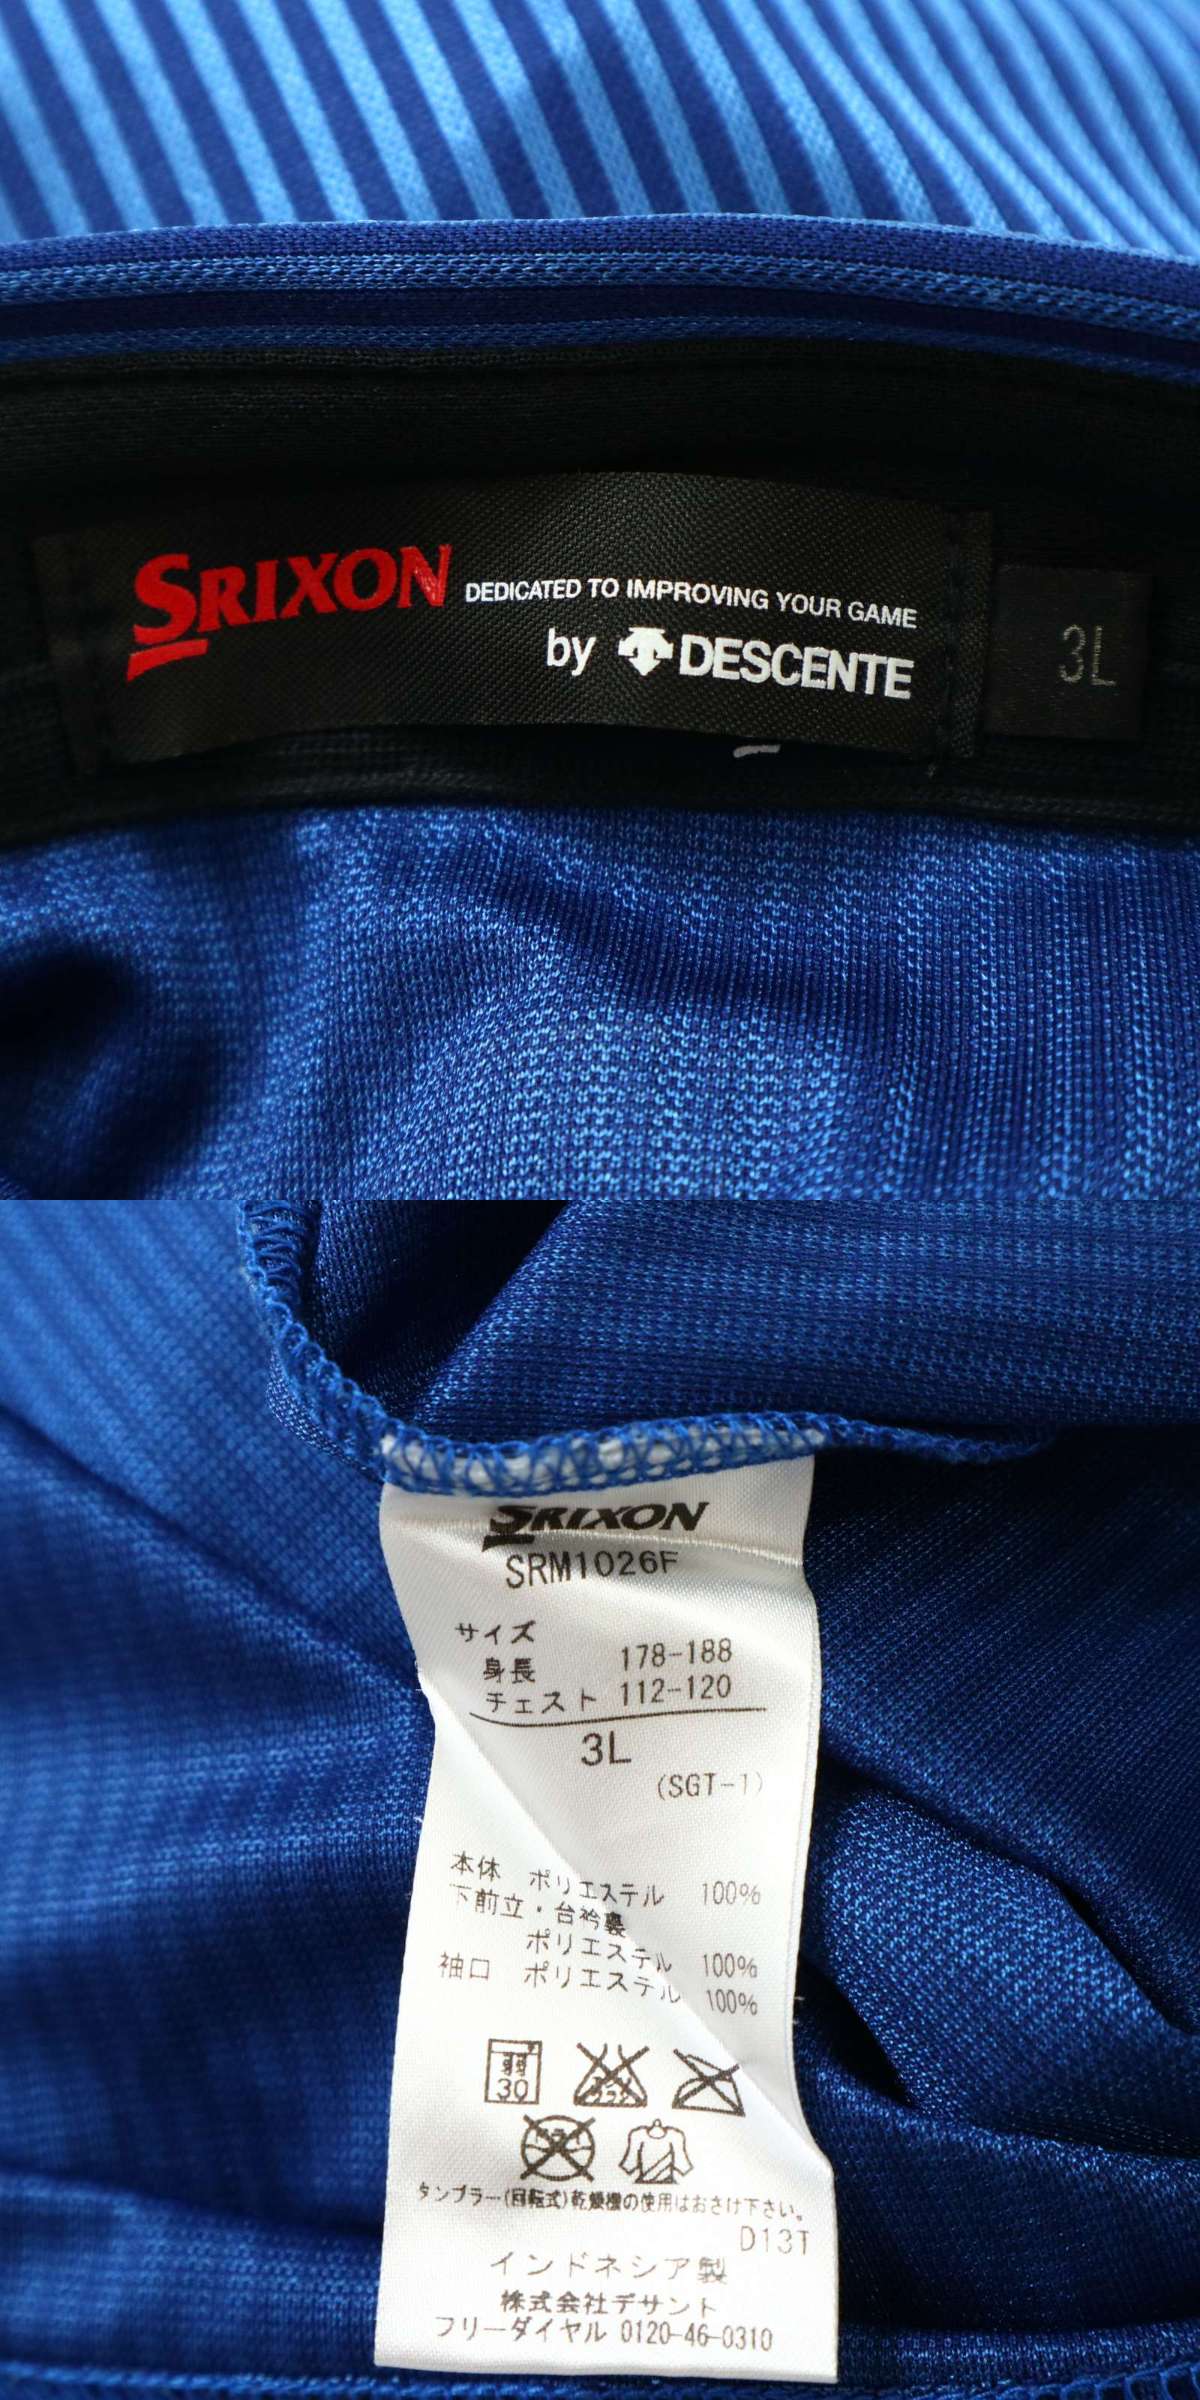 SRIXON DEDICATED TO IMPROVING YOUR GAME
by DESCENTE
3L
SRIXON
SRM1026F
サイズ
身長 178-188
チェスト 112-120
3L
(SGT-1)
本体 ポリエステル 100%
下前立・台衿裏
ポリエステル 100%
袖口 ポリエステル 100%
弱
30
タンブラー(回転式)乾燥機の使用はおさけ下さい。
D13T
インドネシア製
株式会社デサント
フリーダイヤル 0120-46-0310